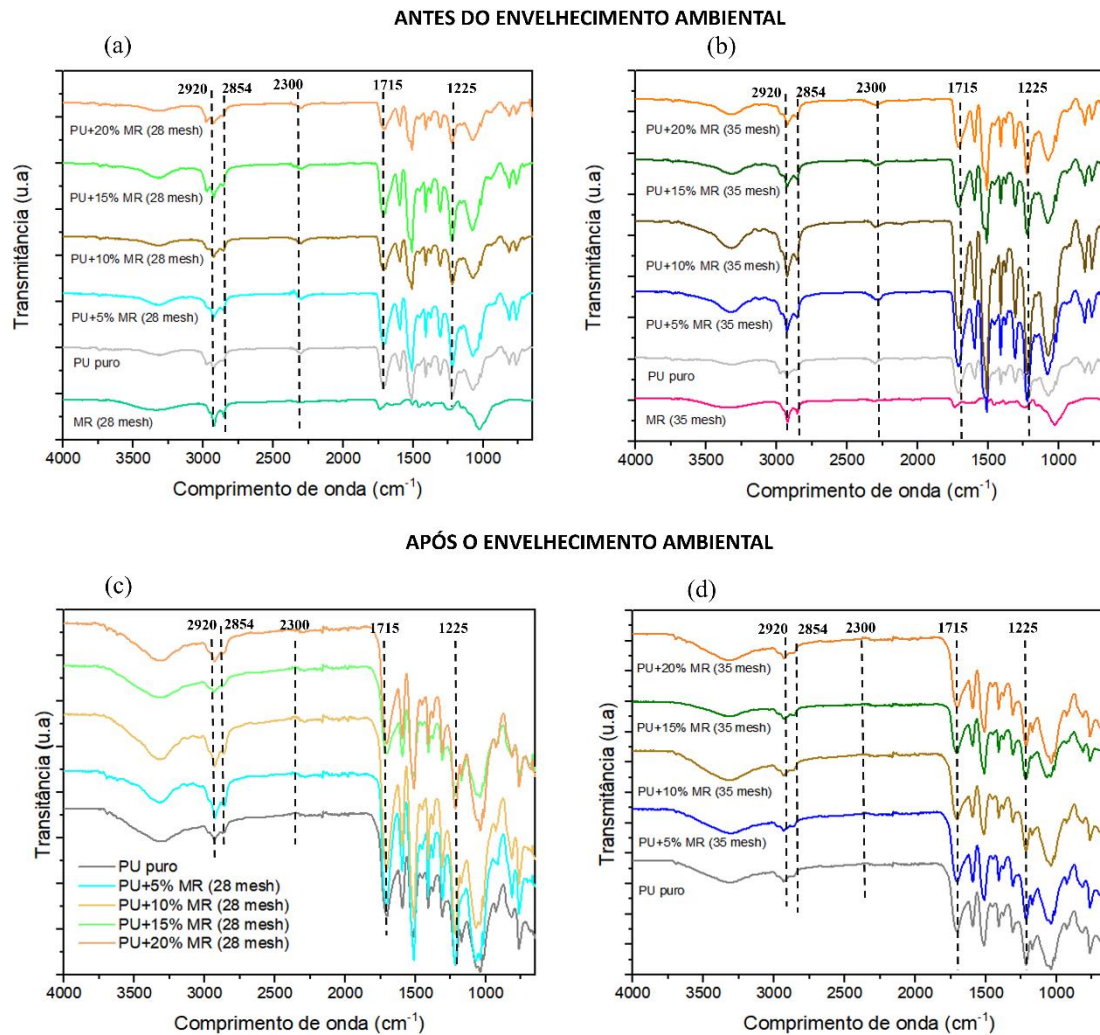 ANTES DO ENVELHECIMENTO AMBIENTAL
(a)
2920 2854 2300 1715 1225
PU+20% MR (28 mesh)
PU+15% MR (28 mesh)
PU+10% MR (28 mesh)
PU+5% MR (28 mesh)
PU puro
MR (28 mesh)
Transmitância (u.a)
4000 3500 3000 2500 2000 1500 1000
Comprimento de onda (cm⁻¹)
(b)
2920 2854 2300 1715 1225
PU+20% MR (35 mesh)
PU+15% MR (35 mesh)
PU+10% MR (35 mesh)
PU+5% MR (35 mesh)
PU puro
MR (35 mesh)
Transmitância (u.a)
4000 3500 3000 2500 2000 1500 1000
Comprimento de onda (cm⁻¹)
APÓS O ENVELHECIMENTO AMBIENTAL
(c)
2920 2854 2300 1715 1225
PU puro
PU+5% MR (28 mesh)
PU+10% MR (28 mesh)
PU+15% MR (28 mesh)
PU+20% MR (28 mesh)
Transitância (u.a)
4000 3500 3000 2500 2000 1500 1000
Comprimento de onda (cm⁻¹)
(d)
2920 2854 2300 1715 1225
PU+20% MR (35 mesh)
PU+15% MR (35 mesh)
PU+10% MR (35 mesh)
PU+5% MR (35 mesh)
PU puro
Transmitância (u.a)
4000 3500 3000 2500 2000 1500 1000
Comprimento de onda (cm⁻¹)